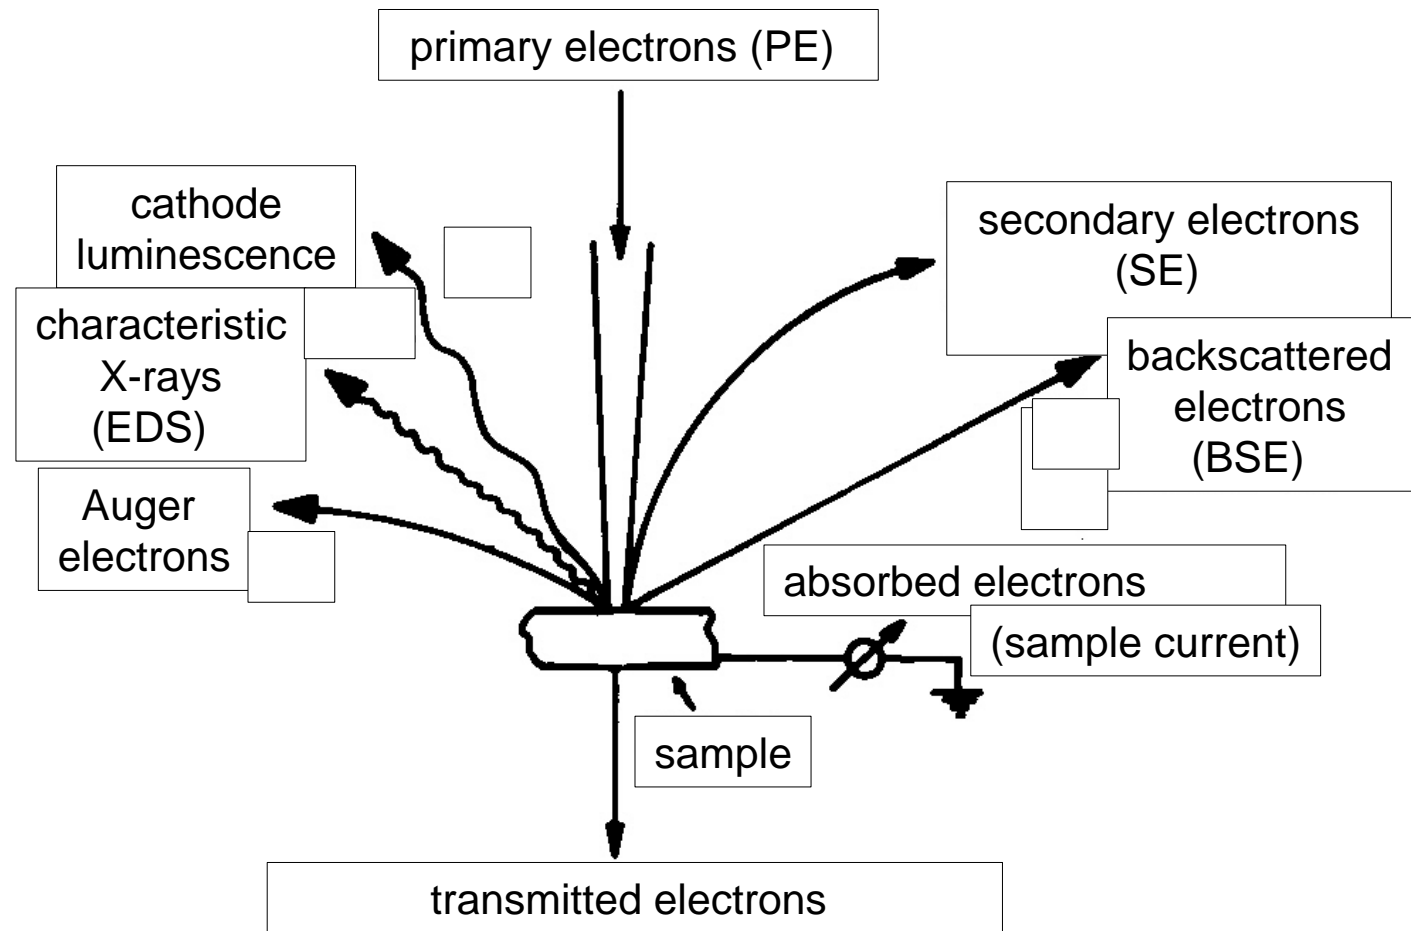 primary electrons (PE)
cathode
luminescence
secondary electrons
(SE)
characteristic
X-rays
(EDS)
backscattered
electrons
(BSE)
Auger
electrons
absorbed electrons
(sample current)
sample
transmitted electrons